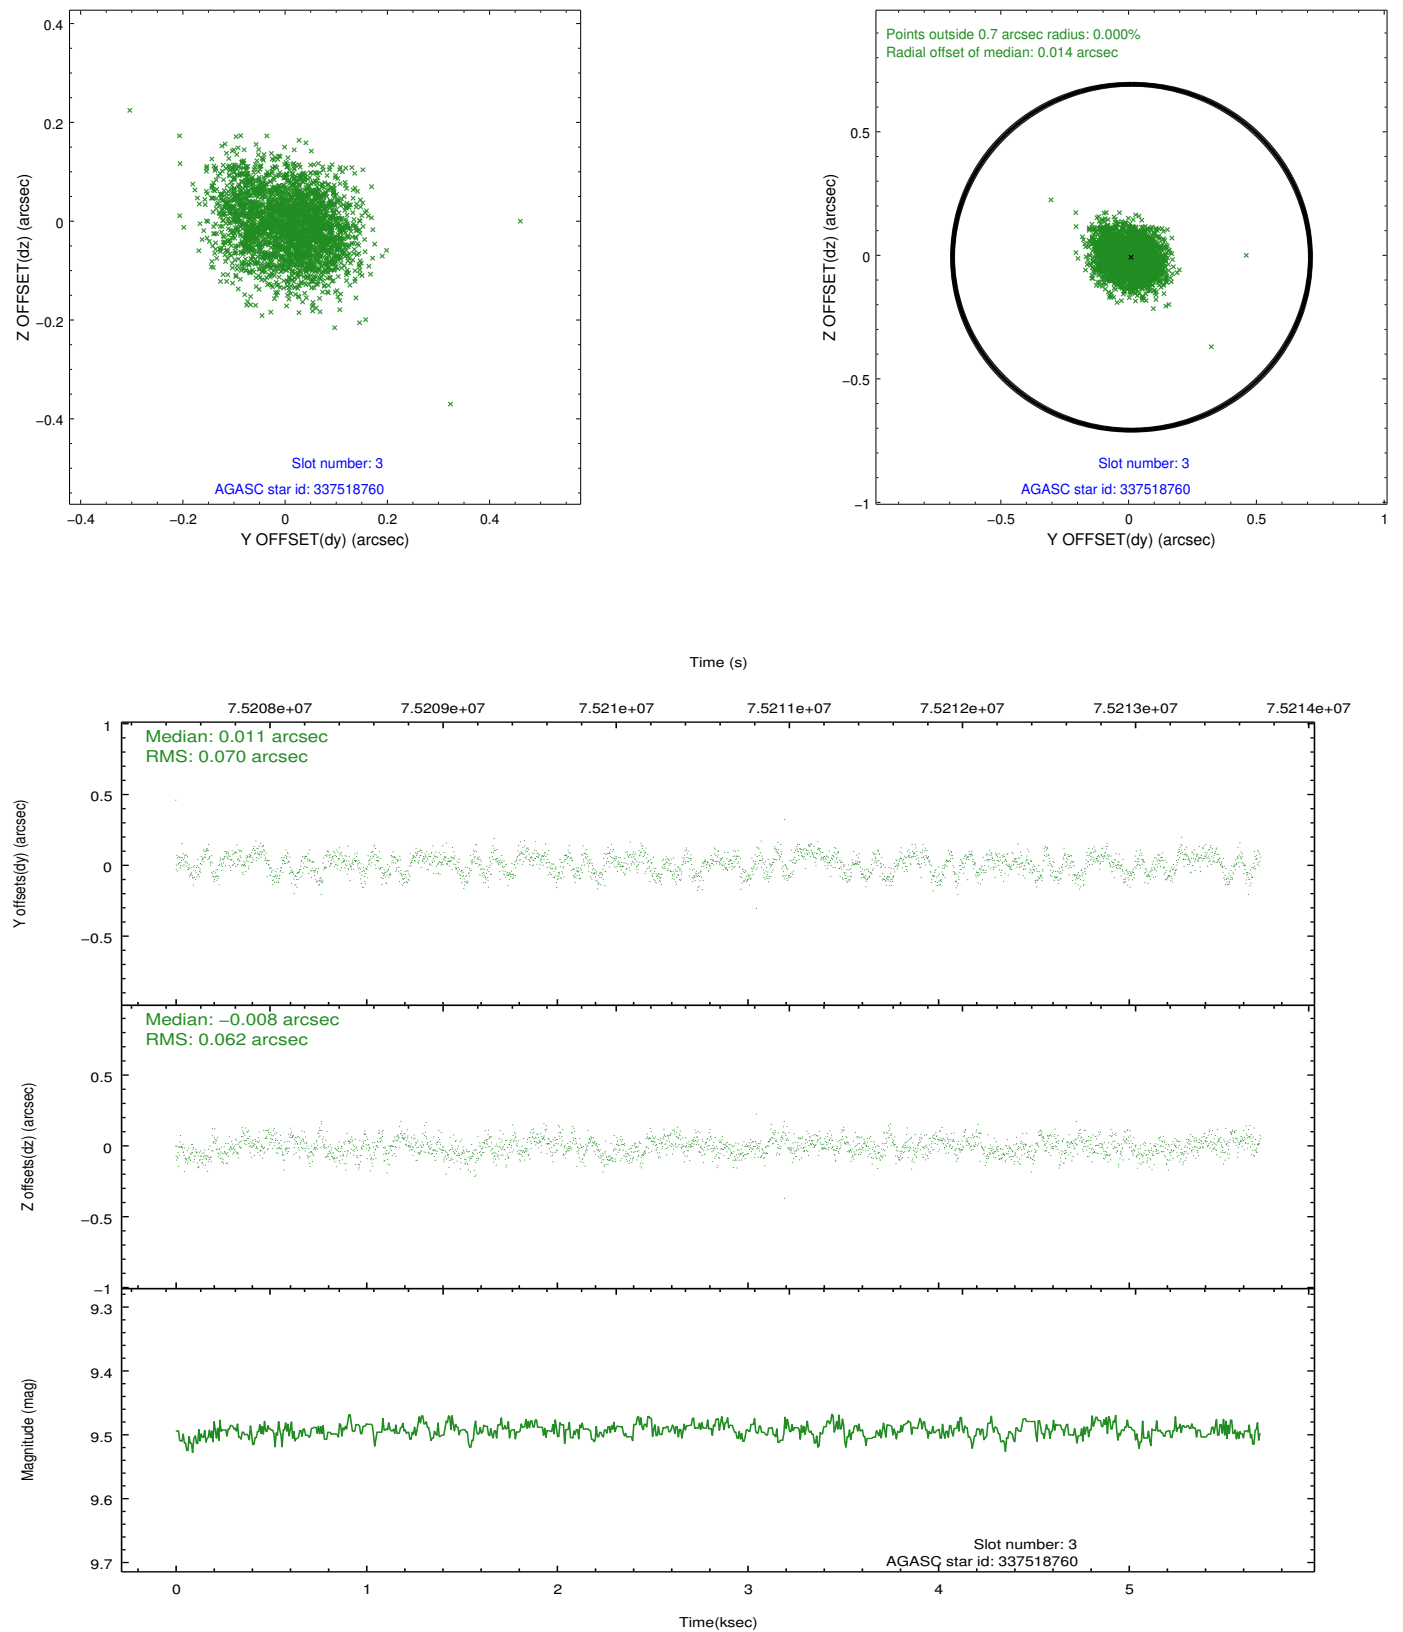 0.4
0.2
0
−0.2
−0.4
−0.4
−0.2
0
0.2
0.4
Z OFFSET(dz) (arcsec)
Y OFFSET(dy) (arcsec)
Slot number: 3
AGASC star id: 337518760
Points outside 0.7 arcsec radius: 0.000%
Radial offset of median: 0.014 arcsec
0.5
0
−0.5
−1
−0.5
0
0.5
1
Z OFFSET(dz) (arcsec)
Y OFFSET(dy) (arcsec)
Slot number: 3
AGASC star id: 337518760
Time (s)
7.5208e+07 7.5209e+07 7.521e+07 7.5211e+07 7.5212e+07 7.5213e+07 7.5214e+07
Median: 0.011 arcsec
RMS: 0.070 arcsec
1
0.5
0
−0.5
Y offsets(dy) (arcsec)
Median: −0.008 arcsec
RMS: 0.062 arcsec
0.5
0
−0.5
−1
Z offsets(dz) (arcsec)
9.3
9.4
9.5
9.6
9.7
Magnitude (mag)
Slot number: 3
AGASC star id: 337518760
0 1 2 3 4 5
Time(ksec)